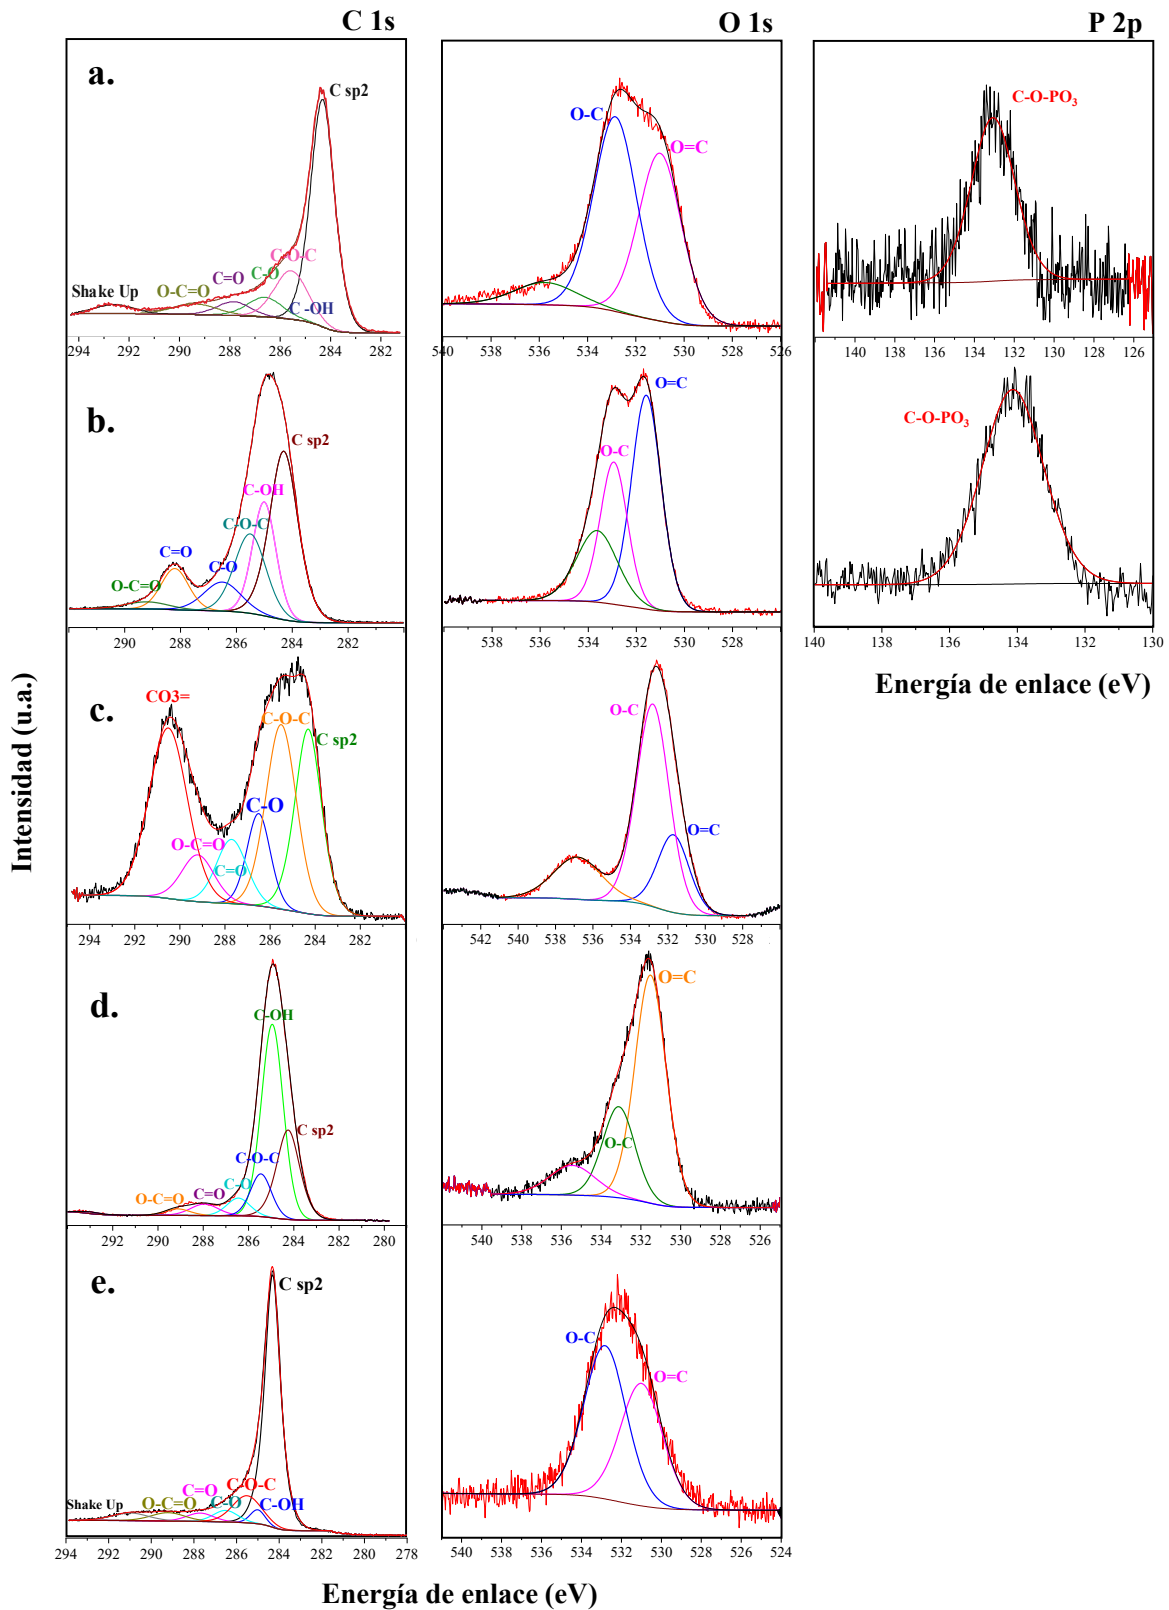 C 1s
O 1s
P 2p
a.
C sp2
C-O-C
C-O
C=O
C -OH
O-C=O
Shake Up
294 292 290 288 286 284 282
O-C
O=C
540 538 536 534 532 530 528 526
C-O-PO3
140 138 136 134 132 130 128 126
b.
C sp2
C-OH
C-O-C
C=O
C-O
O-C=O
290 288 286 284 282
O=C
O-C
538 536 534 532 530 528
C-O-PO3
140 138 136 134 132 130
Energía de enlace (eV)
Intensidad (u.a.)
c.
CO3=
C-O-C
C sp2
C-O
O-C=O
C=O
294 292 290 288 286 284 282
O-C
O=C
542 540 538 536 534 532 530 528 526
d.
C-OH
C sp2
C-O-C
C-O
C=O
O-C=O
292 290 288 286 284 282 280
O=C
O-C
540 538 536 534 532 530 528 526
e.
C sp2
C-O-C
C=O
C-O
C-OH
O-C=O
Shake Up
294 292 290 288 286 284 282 280 278
O-C
O=C
540 538 536 534 532 530 528 526 524
Energía de enlace (eV)